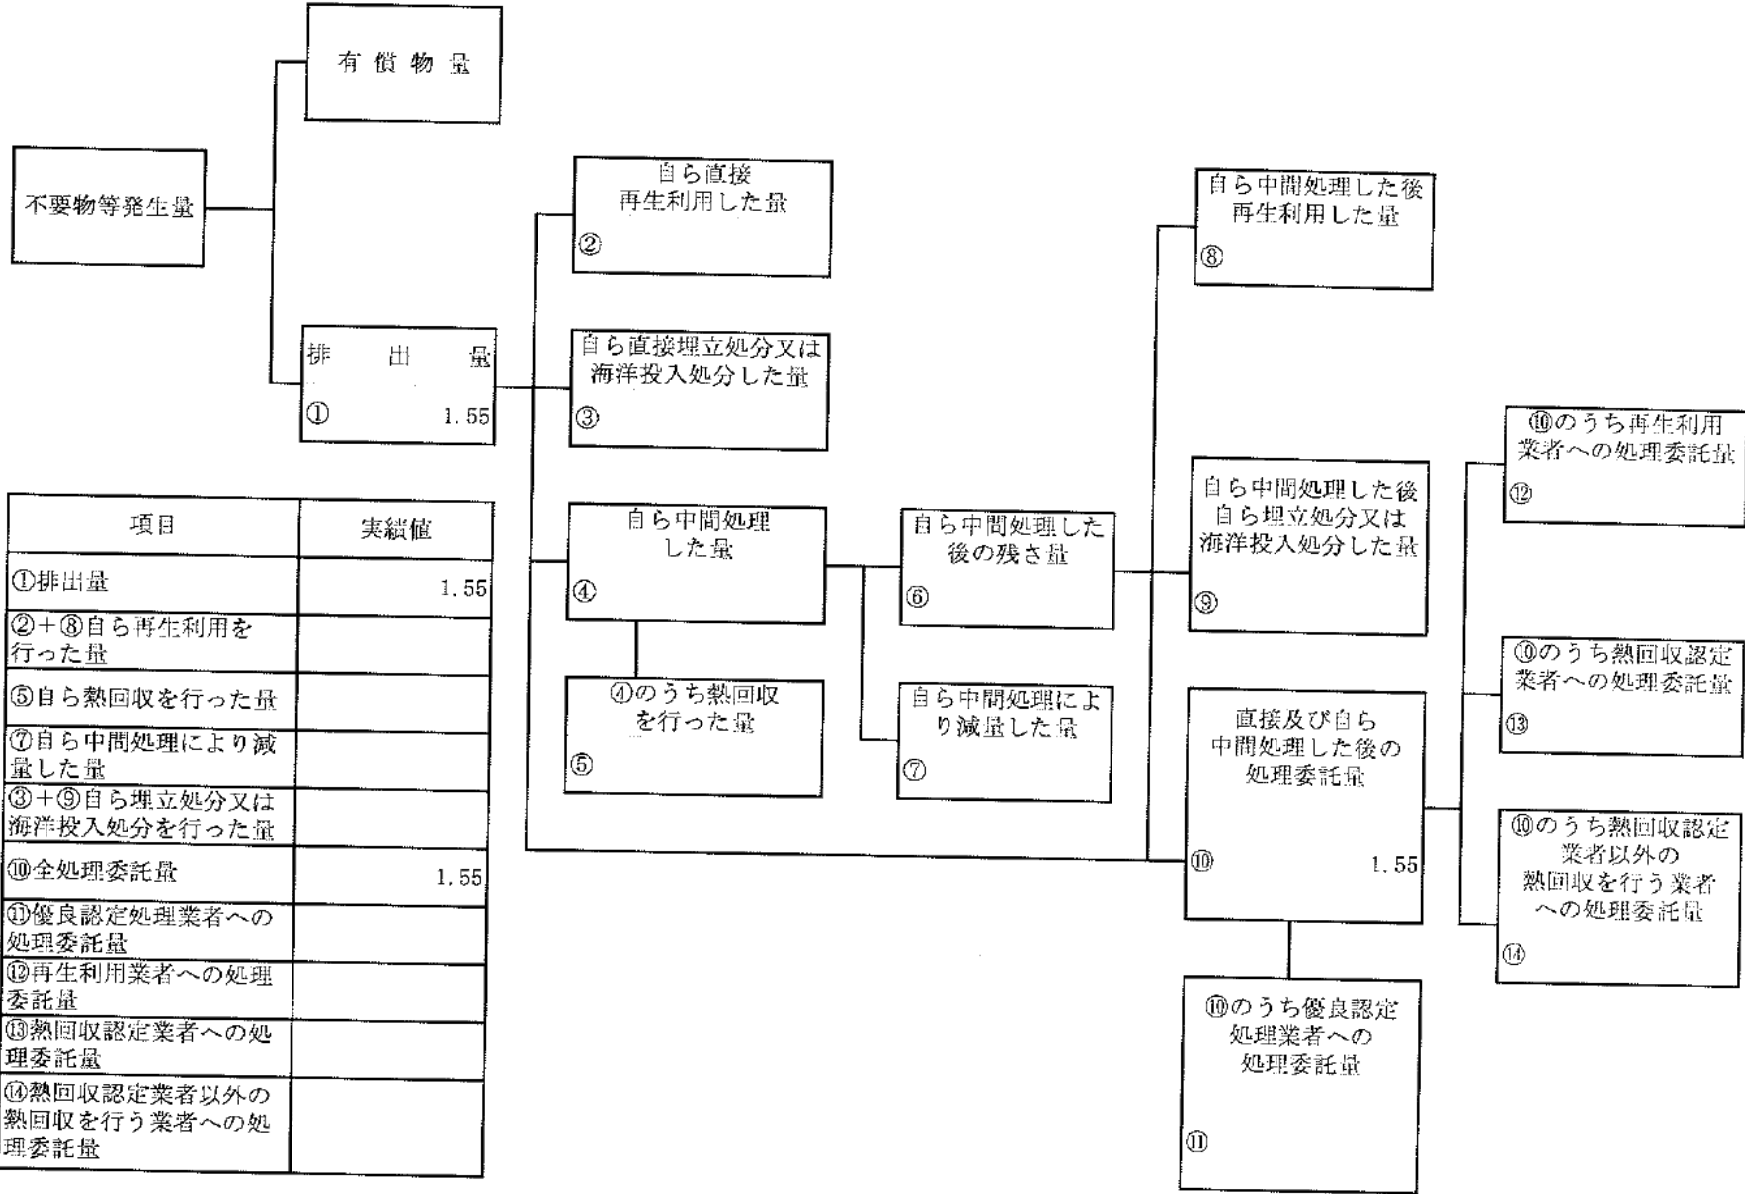 有償物量
不要物等発生量
排出量
①
1.55
自ら直接
再生利用した量
②
自ら直接埋立処分又は
海洋投入処分した量
③
自ら中間処理
した量
④
④のうち熱回収
を行った量
⑤
自ら中間処理した
後の残さ量
⑥
自ら中間処理によ
り減量した量
⑦
自ら中間処理した後
再生利用した量
⑧
自ら中間処理した後
自ら埋立処分又は
海洋投入処分した量
⑨
直接及び自ら
中間処理した後の
処理委託量
⑩
1.55
⑩のうち優良認定
処理業者への
処理委託量
⑪
⑩のうち再生利用
業者への処理委託量
⑫
⑩のうち熱回収認定
業者への処理委託量
⑬
⑩のうち熱回収認定
業者以外の
熱回収を行う業者
への処理委託量
⑭
項目 実績値
①排出量 1.55
②+⑧自ら再生利用を
行った量
⑤自ら熱回収を行った量
⑦自ら中間処理により減
量した量
③+⑨自ら埋立処分又は
海洋投入処分を行った量
⑩全処理委託量 1.55
⑪優良認定処理業者への
処理委託量
⑫再生利用業者への処理
委託量
⑬熱回収認定業者への処
理委託量
⑭熱回収認定業者以外の
熱回収を行う業者への処
理委託量